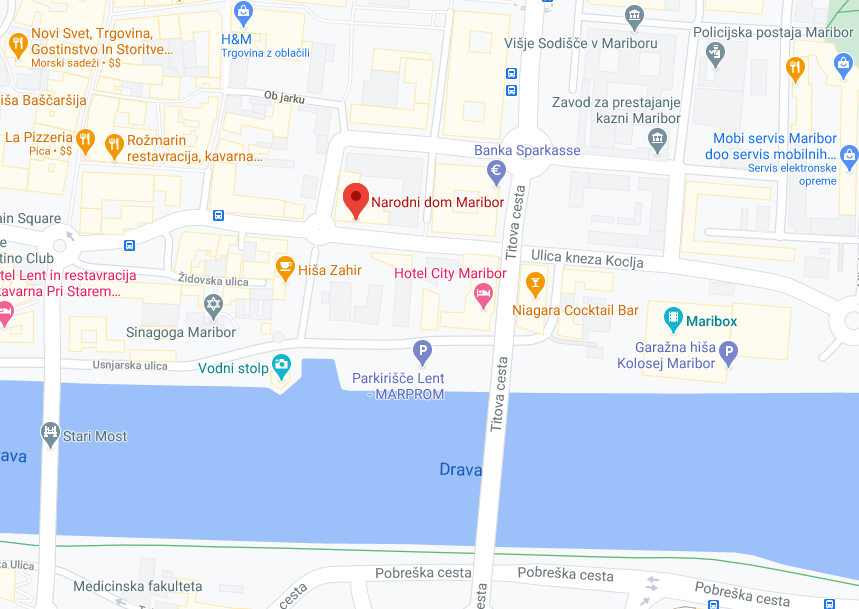 Novi Svet, Trgovina,
Gostinstvo In Storitve...
Morski sadeži • $$
H&M
Trgovina z oblačili
Višje Sodišče v Mariboru
Policijska postaja Maribor
iša Baščaršija
Ob jarku
Zavod za prestajanje
kazni Maribor
La Pizzeria
Pica • $$
Rožmarin
restavracija, kavarna...
Banka Sparkasse
Mobi servis Maribor
doo servis mobilnih...
Servis elektronske
opreme
Narodni dom Maribor
ain Square
Titova cesta
e
tino Club
Ulica kneza Koclja
tel Lent in restavracija
kavarna Pri Starem...
Židovska ulica
Hiša Zahir
Hotel City Maribor
Niagara Cocktail Bar
Sinagoga Maribor
Maribox
Garažna hiša
Kolosej Maribor
Usnjarska ulica
Vodni stolp
Parkirišče Lent
- MARPROM
Titova cesta
Stari Most
ava
Drava
ka Ulica
Medicinska fakulteta
Pobreška cesta
Pobreška cesta
Pobreška cesta
cesta
esta